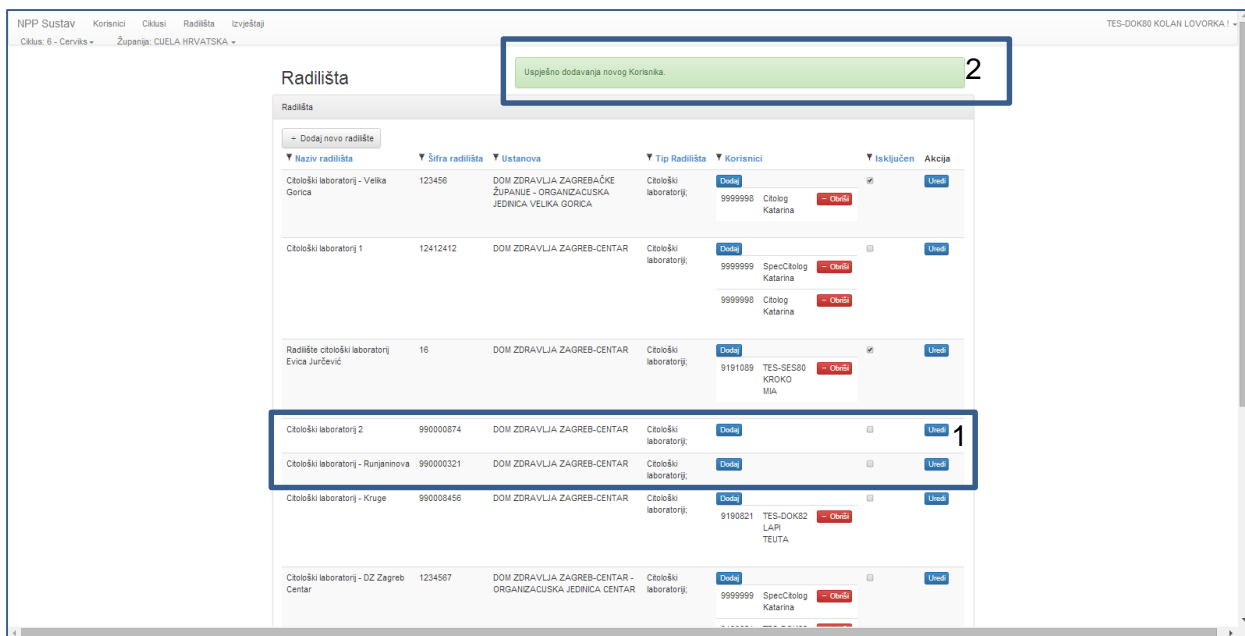 NPP Sustav Korisnici Ciklusi Radilišta Izvještaji TES-DOK80 KOLAN LOVORKA !
Ciklus: 6 - Cerviks Županija: CIJELA HRVATSKA
Uspješno dodavanja novog Korisnika. 2
Radilišta
Radilišta
+ Dodaj novo radilište
Naziv radilišta Šifra radilišta Ustanova Tip Radilišta Korisnici Isključen Akcija
Citološki laboratorij - Velika 123456 DOM ZDRAVLJA ZAGREBAČKE Citološki Dodaj Uredi
Gorica ŽUPANIJE - ORGANIZACIJSKA laboratoriji; 9999998 Citolog – Obriši
JEDINICA VELIKA GORICA Katarina
Citološki laboratorij 1 12412412 DOM ZDRAVLJA ZAGREB-CENTAR Citološki Dodaj Uredi
laboratoriji; 9999999 SpecCitolog – Obriši
Katarina
9999998 Citolog – Obriši
Katarina
Radilište citološki laboratorij 16 DOM ZDRAVLJA ZAGREB-CENTAR Citološki Dodaj Uredi
Evica Jurčević laboratoriji; 9191089 TES-SES80 – Obriši
KROKO
MIA
Citološki laboratorij 2 990000874 DOM ZDRAVLJA ZAGREB-CENTAR Citološki Dodaj Uredi 1
laboratoriji;
Citološki laboratorij - Runjaninova 990000321 DOM ZDRAVLJA ZAGREB-CENTAR Citološki Dodaj Uredi
laboratoriji;
Citološki laboratorij - Kruge 990008456 DOM ZDRAVLJA ZAGREB-CENTAR Citološki Dodaj Uredi
laboratoriji; 9190821 TES-DOK82 – Obriši
LAPI
TEUTA
Citološki laboratorij - DZ Zagreb 1234567 DOM ZDRAVLJA ZAGREB-CENTAR - Citološki Dodaj Uredi
Centar ORGANIZACIJSKA JEDINICA CENTAR laboratoriji; 9999999 SpecCitolog – Obriši
Katarina